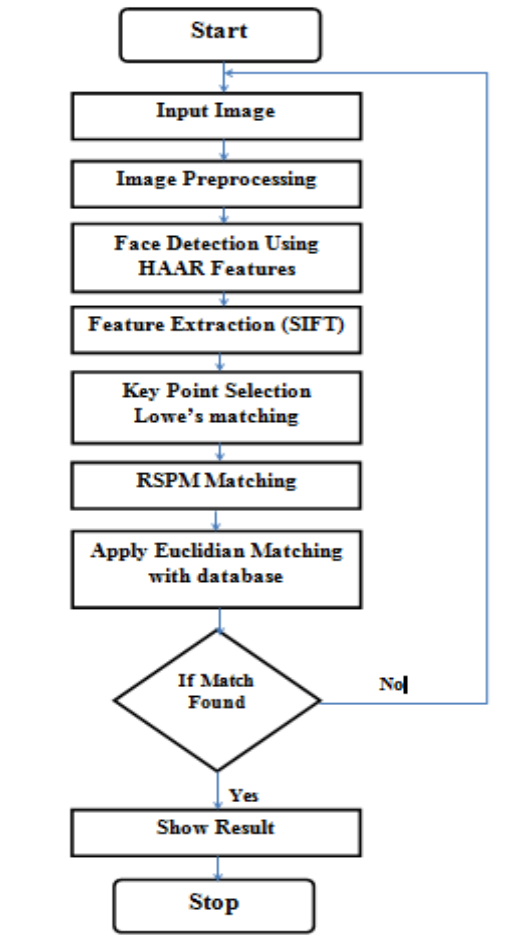 Start
Input Image
Image Preprocessing
Face Detection Using
HAAR Features
Feature Extraction (SIFT)
Key Point Selection
Lowe's matching
RSPM Matching
Apply Euclidian Matching
with database
If Match
Found
No
Yes
Show Result
Stop